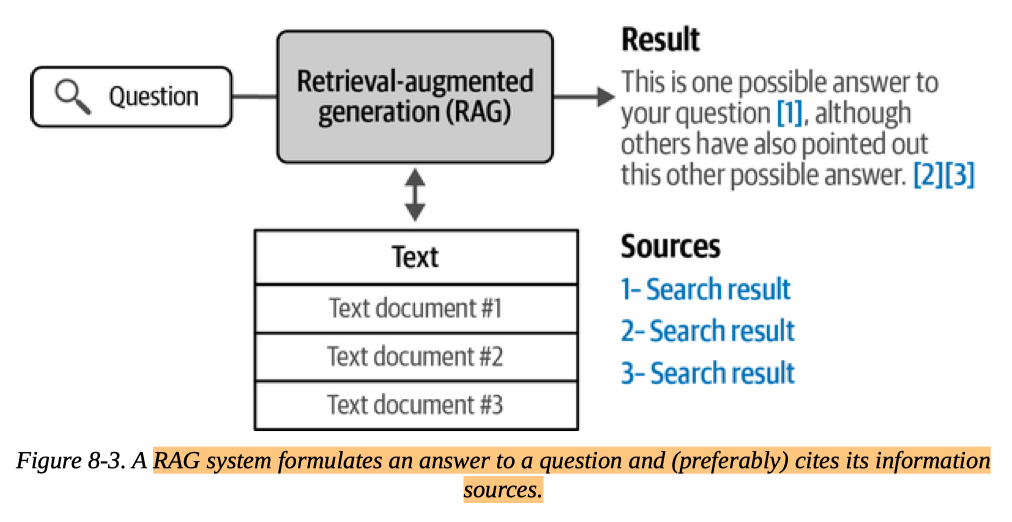 Question
Retrieval-augmented
generation (RAG)
Result
This is one possible answer to
your question [1], although
others have also pointed out
this other possible answer. [2][3]
Text
Text document #1
Text document #2
Text document #3
Sources
1– Search result
2– Search result
3– Search result
Figure 8-3. A RAG system formulates an answer to a question and (preferably) cites its information
sources.